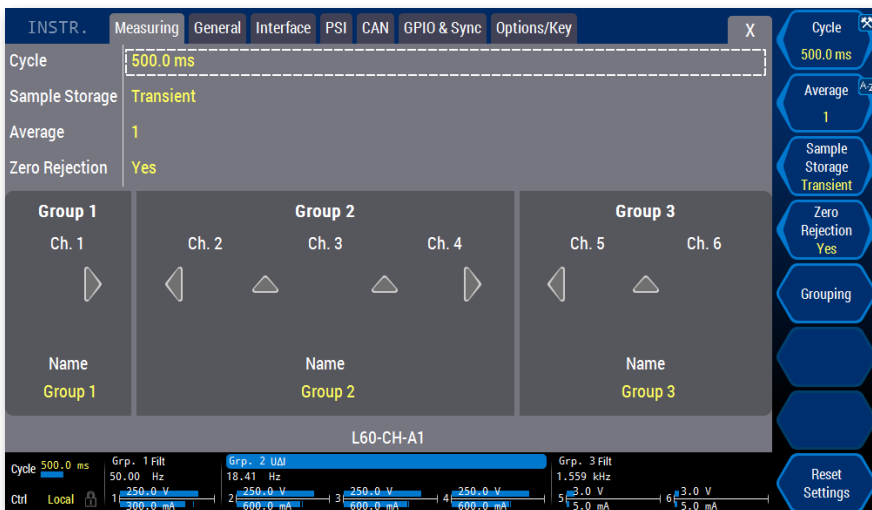 INSTR. Measuring General Interface PSI CAN GPIO & Sync Options/Key X
Cycle 500.0 ms
Sample Storage Transient
Average 1
Zero Rejection Yes
Group 1 Group 2 Group 3
Ch. 1 Ch. 2 Ch. 3 Ch. 4 Ch. 5 Ch. 6
Name Name Name
Group 1 Group 2 Group 3
L60-CH-A1
Cycle 500.0 ms
Ctrl Local
Grp. 1 Filt
50.00 Hz
1 250.0 V
300.0 mA
Grp. 2 U∆I
18.41 Hz
2 250.0 V 3 250.0 V 4 250.0 V
600.0 mA 600.0 mA 600.0 mA
Grp. 3 Filt
1.559 kHz
5 3.0 V 6 3.0 V
5.0 mA 5.0 mA
Cycle
500.0 ms
Average A-z
1
Sample
Storage
Transient
Zero
Rejection
Yes
Grouping
Reset
Settings